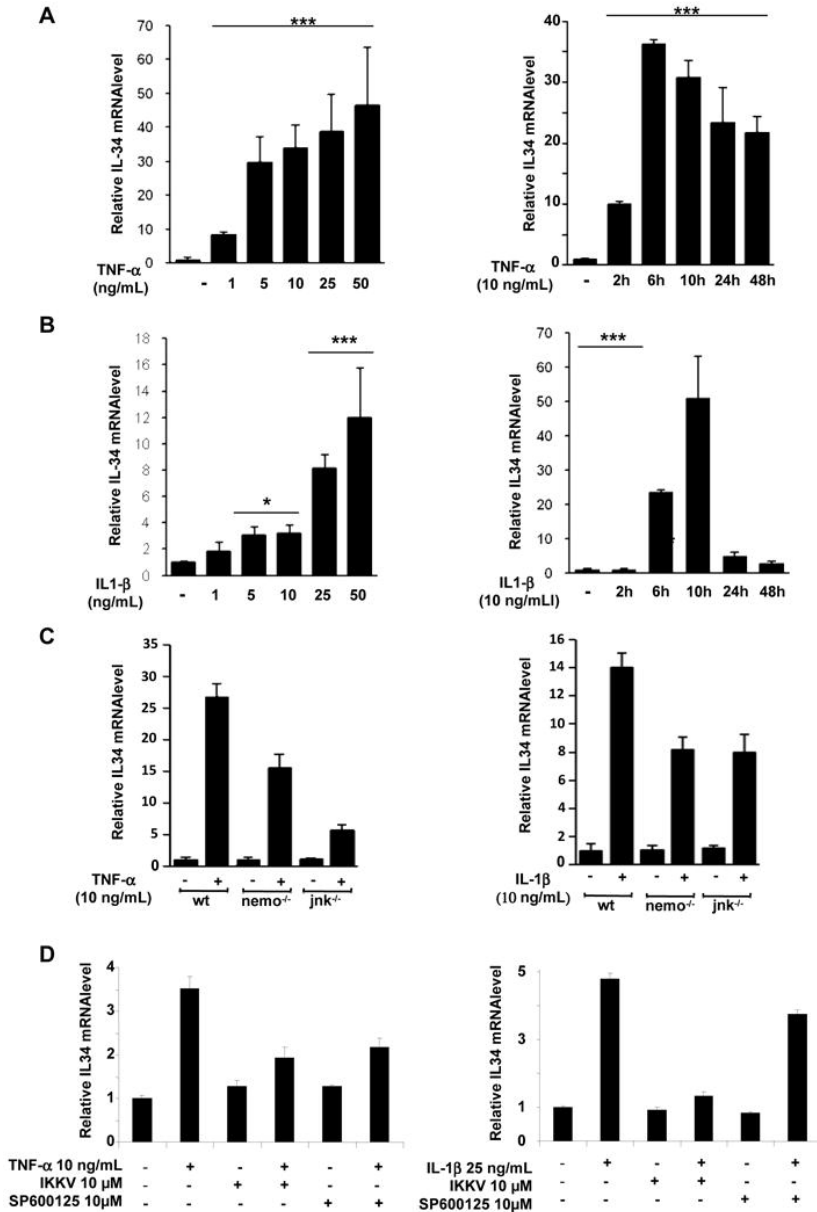 A
***
***
Relative IL-34 mRNAlevel
70
60
50
40
30
20
10
0
TNF-α
(ng/mL)
- 1 5 10 25 50
Relative IL34 mRNAlevel
40
30
20
10
0
TNF-α
(10 ng/mL)
- 2h 6h 10h 24h 48h
B
***
*
Relative IL-34 mRNAlevel
18
16
14
12
10
8
6
4
2
0
IL1-β
(ng/mL)
- 1 5 10 25 50
***
Relative IL34 mRNAlevel
70
60
50
40
30
20
10
0
IL1-β
(10 ng/mLl)
- 2h 6h 10h 24h 48h
C
Relative IL34 mRNAlevel
35
30
25
20
15
10
5
0
TNF-α - + - + - +
(10 ng/mL)
wt nemo-/- jnk-/-
Relative IL34 mRNAlevel
16
14
12
10
8
6
4
2
0
IL-1β - + - + - +
(10 ng/mL)
wt nemo-/- jnk-/-
D
Relative IL34 mRNAlevel
4
3
2
1
0
TNF-α 10 ng/mL - + - + - +
IKKV 10 μM - - + + - -
SP600125 10μM - - - - + +
Relative IL34 mRNAlevel
5
2
1
0
IL-1β 25 ng/mL - + - + - +
IKKV 10 μM - - + + - -
SP600125 10μM - - - - + +